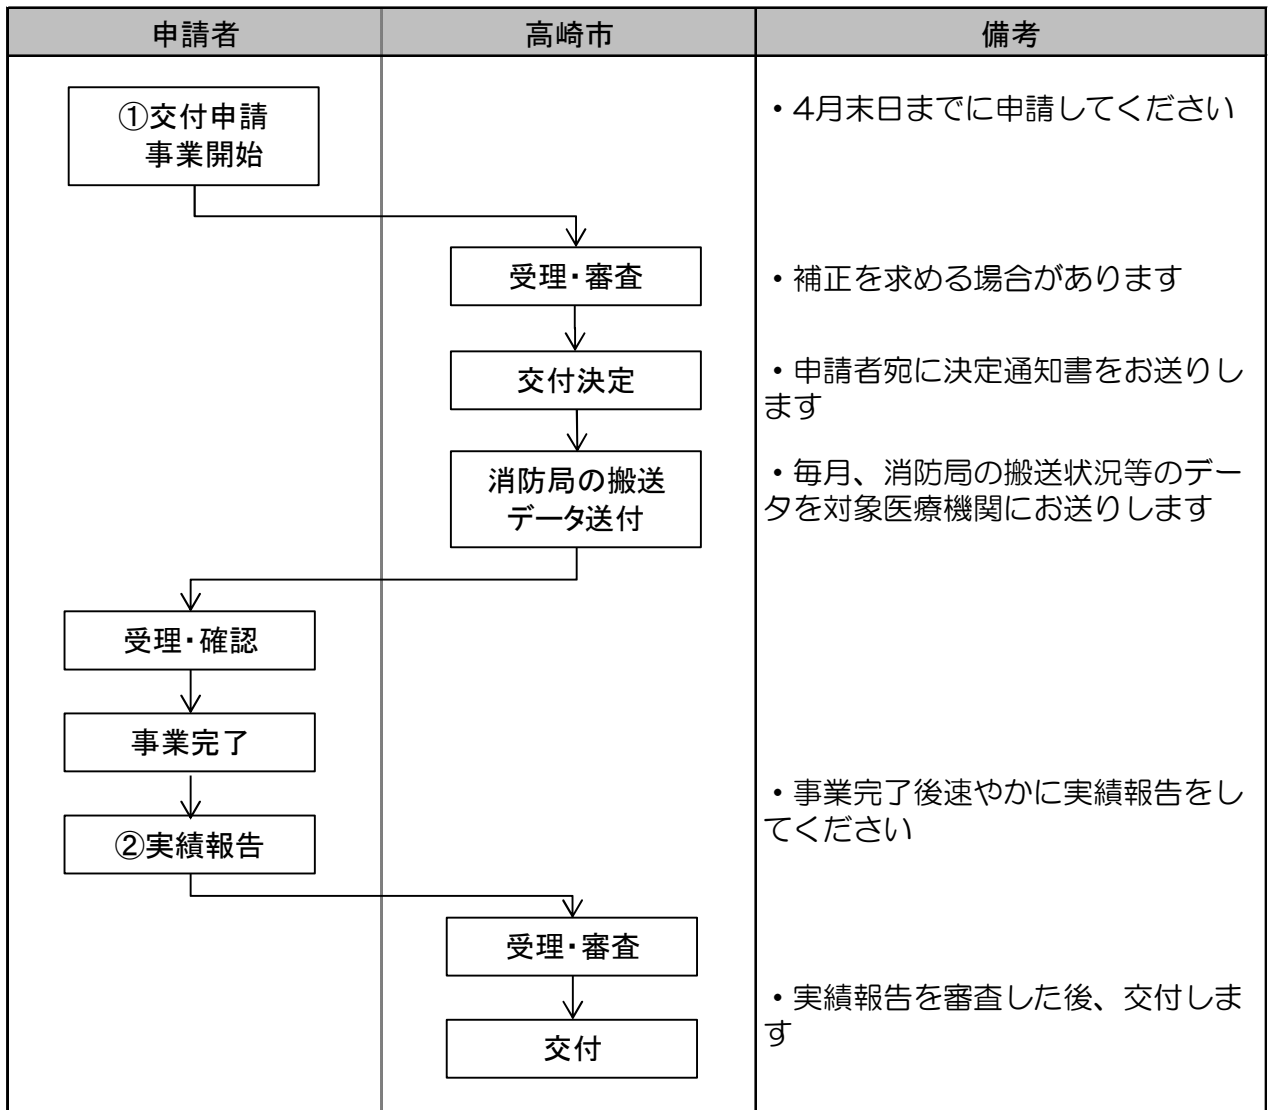 申請者
高崎市
備考
①交付申請
事業開始
・4月末日までに申請してください
受理・審査
・補正を求める場合があります
交付決定
・申請者宛に決定通知書をお送りし
ます
消防局の搬送
データ送付
・毎月、消防局の搬送状況等のデー
タを対象医療機関にお送りします
受理・確認
事業完了
・事業完了後速やかに実績報告をし
てください
②実績報告
受理・審査
・実績報告を審査した後、交付しま
す
交付